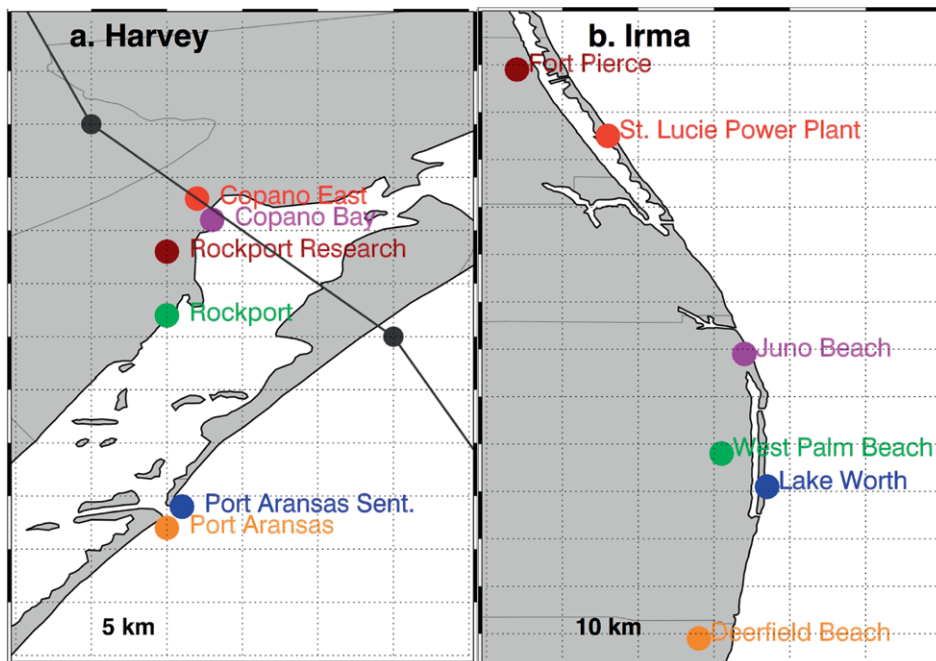 a. Harvey
Copano East
Copano Bay
Rockport Research
Rockport
Port Aransas Sent.
Port Aransas
5 km
b. Irma
Fort Pierce
St. Lucie Power Plant
Juno Beach
West Palm Beach
Lake Worth
10 km
Deerfield Beach